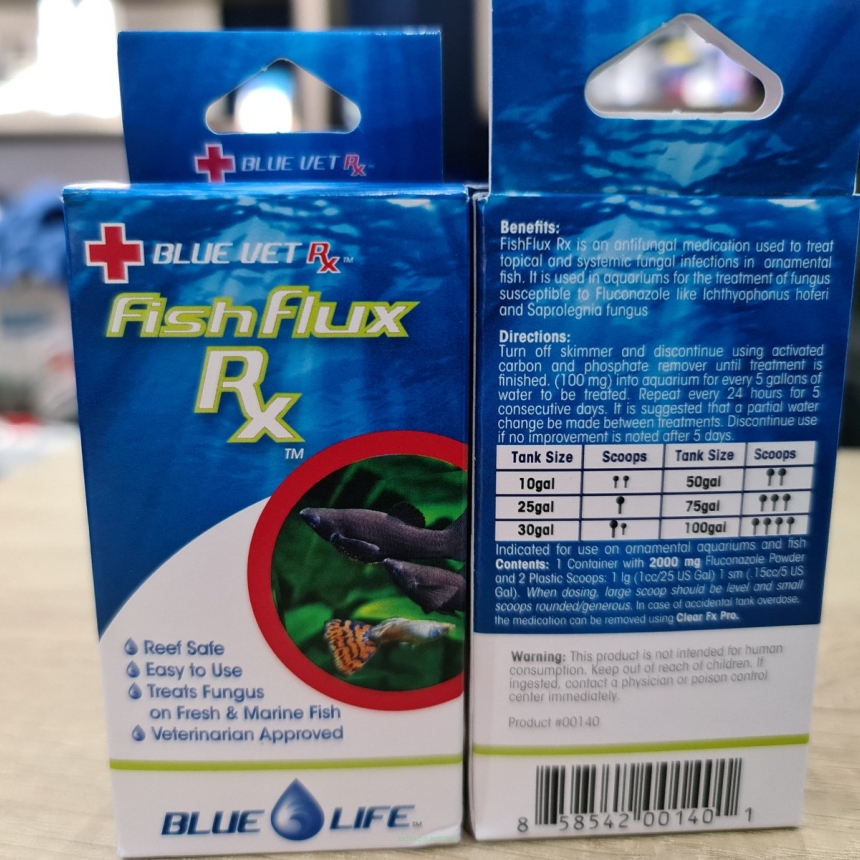 BLUE VET Rx™
BLUE VET Rx™
FishFlux
Rx
TM
Reef Safe
Easy to Use
Treats Fungus
on Fresh & Marine Fish
Veterinarian Approved
BLUE LIFE™
Benefits:
FishFlux Rx is an antifungal medication used to treat
topical and systemic fungal infections in ornamental
fish. It is used in aquariums for the treatment of fungus
susceptible to Fluconazole like Ichthyophonus hoferi
and Saprolegnia fungus
Directions:
Turn off skimmer and discontinue using activated
carbon and phosphate remover until treatment is
finished. (100 mg) into aquarium for every 5 gallons of
water to be treated. Repeat every 24 hours for 5
consecutive days. It is suggested that a partial water
change be made between treatments. Discontinue use
if no improvement is noted after 5 days.
Tank Size Scoops Tank Size Scoops
10gal 50gal
25gal 75gal
30gal 100gal
Indicated for use on ornamental aquariums and fish
Contents: 1 Container with 2000 mg Fluconazole Powder
and 2 Plastic Scoops: 1 lg (1cc/25 US Gal) 1 sm (.15cc/5 US
Gal). When dosing, large scoop should be level and small
scoops rounded/generous. In case of accidental tank overdose,
the medication can be removed using Clear Fx Pro.
Warning: This product is not intended for human
consumption. Keep out of reach of children. If
ingested, contact a physician or poison control
center immediately.
Product #00140
8 58542 00140 1